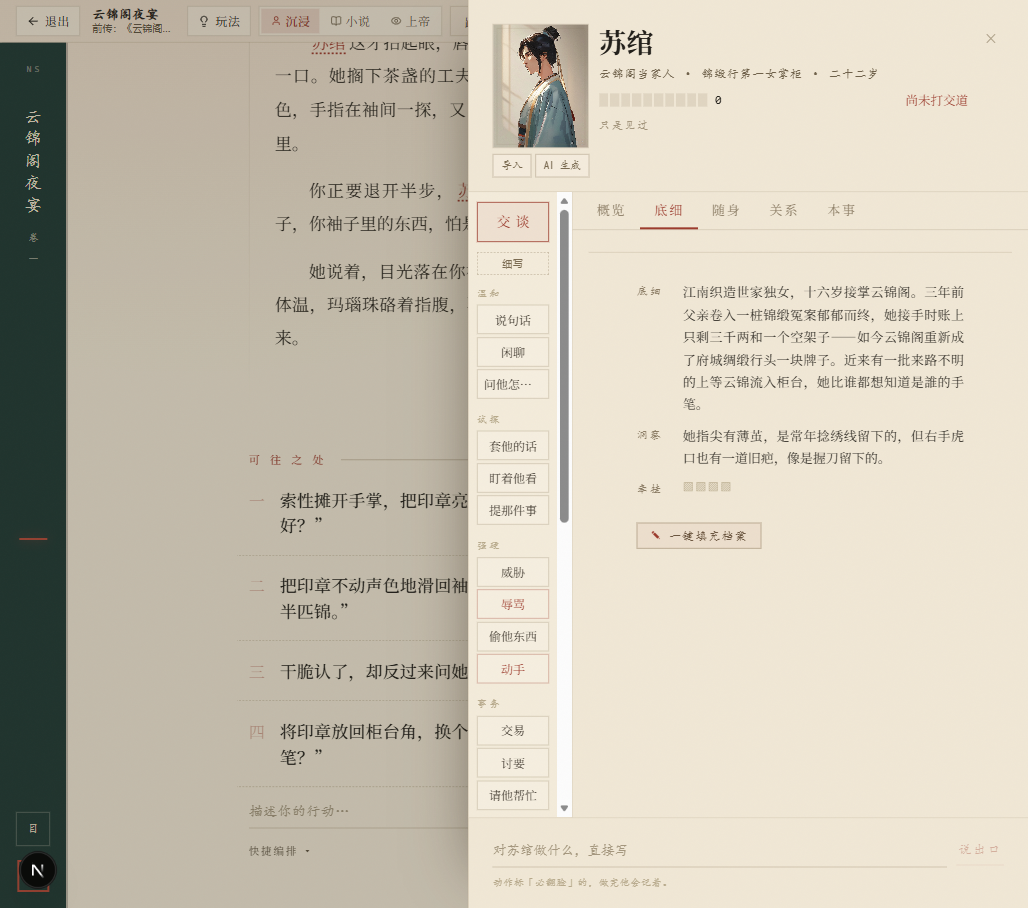 退出
云锦阁夜宴
前传：《云锦阁…
玩法
沉浸
小说
上帝
NS
云锦阁夜宴
卷一
苏绾这才抬起眼，唇
一口。她搁下茶盏的工夫
色，手指在袖间一探，又
里。
你正要退开半步，
子，你袖子里的东西，怕
她说着，目光落在你
体温，玛瑙珠硌着指腹，
来。
可往之处
一 索性摊开手掌，把印章亮
好？”
二 把印章不动声色地滑回袖
半匹锦。”
三 干脆认了，却反过来问她
四 将印章放回柜台角，换个
笔？”
描述你的行动…
快捷编排
目
N
苏绾
云锦阁当家人 • 锦缎行第一女掌柜 • 二十二岁
0
尚未打交道
只是见过
导入
AI 生成
交谈
细写
温和
说句话
闲聊
问他怎…
试探
套他的话
盯着他看
提那件事
强硬
威胁
辱骂
偷他东西
动手
事务
交易
讨要
请他帮忙
概览
底细
随身
关系
本事
底细
江南织造世家独女，十六岁接掌云锦阁。三年前
父亲卷入一桩锦缎冤案郁郁而终，她接手时账上
只剩三千两和一个空架子——如今云锦阁重新成
了府城绸缎行头一块牌子。近来有一批来路不明
的上等云锦流入柜台，她比谁都想知道是誰的手
笔。
洞察
她指尖有薄茧，是常年捻绣线留下的，但右手虎
口也有一道旧疤，像是握刀留下的。
牵挂
一键填充档案
对苏绾做什么，直接写
说出口
动作标「必翻脸」的，做完他会记着。